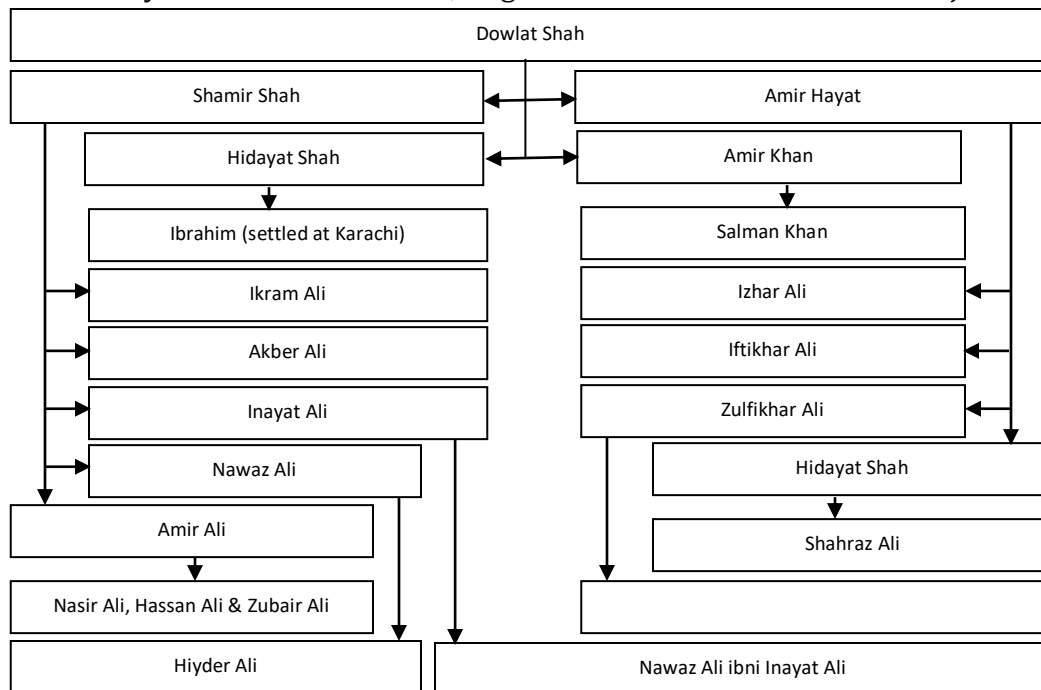 Dowlat Shah
Shamir Shah
Amir Hayat
Hidayat Shah
Amir Khan
Ibrahim (settled at Karachi)
Salman Khan
Ikram Ali
Izhar Ali
Akber Ali
Iftikhar Ali
Inayat Ali
Zulfikhar Ali
Nawaz Ali
Hidayat Shah
Amir Ali
Shahraz Ali
Nasir Ali, Hassan Ali & Zubair Ali
Hiyder Ali
Nawaz Ali ibni Inayat Ali